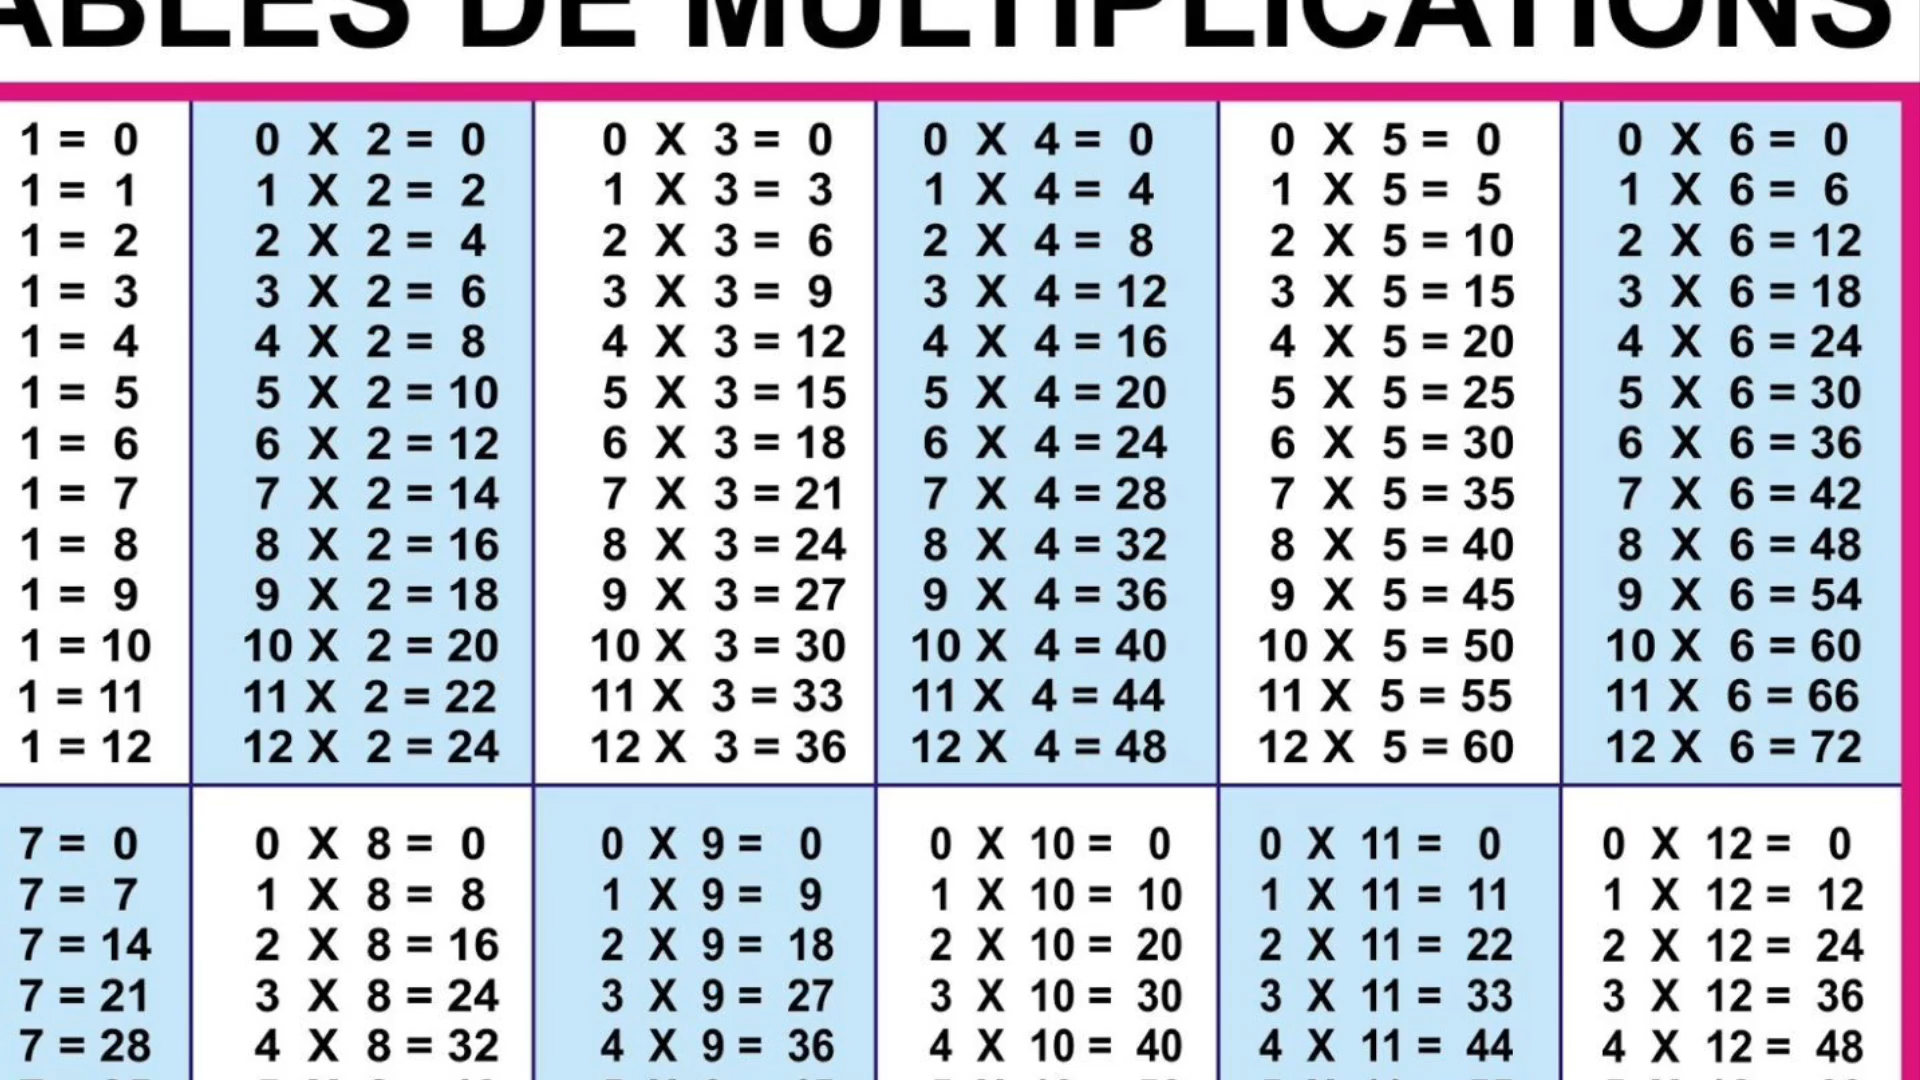 ABLES DE MULTIPLICATIONS
1 = 0
1 = 1
1 = 2
1 = 3
1 = 4
1 = 5
1 = 6
1 = 7
1 = 8
1 = 9
1 = 10
1 = 11
1 = 12
0 X 2 = 0
1 X 2 = 2
2 X 2 = 4
3 X 2 = 6
4 X 2 = 8
5 X 2 = 10
6 X 2 = 12
7 X 2 = 14
8 X 2 = 16
9 X 2 = 18
10 X 2 = 20
11 X 2 = 22
12 X 2 = 24
0 X 3 = 0
1 X 3 = 3
2 X 3 = 6
3 X 3 = 9
4 X 3 = 12
5 X 3 = 15
6 X 3 = 18
7 X 3 = 21
8 X 3 = 24
9 X 3 = 27
10 X 3 = 30
11 X 3 = 33
12 X 3 = 36
0 X 4 = 0
1 X 4 = 4
2 X 4 = 8
3 X 4 = 12
4 X 4 = 16
5 X 4 = 20
6 X 4 = 24
7 X 4 = 28
8 X 4 = 32
9 X 4 = 36
10 X 4 = 40
11 X 4 = 44
12 X 4 = 48
0 X 5 = 0
1 X 5 = 5
2 X 5 = 10
3 X 5 = 15
4 X 5 = 20
5 X 5 = 25
6 X 5 = 30
7 X 5 = 35
8 X 5 = 40
9 X 5 = 45
10 X 5 = 50
11 X 5 = 55
12 X 5 = 60
0 X 6 = 0
1 X 6 = 6
2 X 6 = 12
3 X 6 = 18
4 X 6 = 24
5 X 6 = 30
6 X 6 = 36
7 X 6 = 42
8 X 6 = 48
9 X 6 = 54
10 X 6 = 60
11 X 6 = 66
12 X 6 = 72
7 = 0
7 = 7
7 = 14
7 = 21
7 = 28
0 X 8 = 0
1 X 8 = 8
2 X 8 = 16
3 X 8 = 24
4 X 8 = 32
0 X 9 = 0
1 X 9 = 9
2 X 9 = 18
3 X 9 = 27
4 X 9 = 36
0 X 10 = 0
1 X 10 = 10
2 X 10 = 20
3 X 10 = 30
4 X 10 = 40
0 X 11 = 0
1 X 11 = 11
2 X 11 = 22
3 X 11 = 33
4 X 11 = 44
0 X 12 = 0
1 X 12 = 12
2 X 12 = 24
3 X 12 = 36
4 X 12 = 48